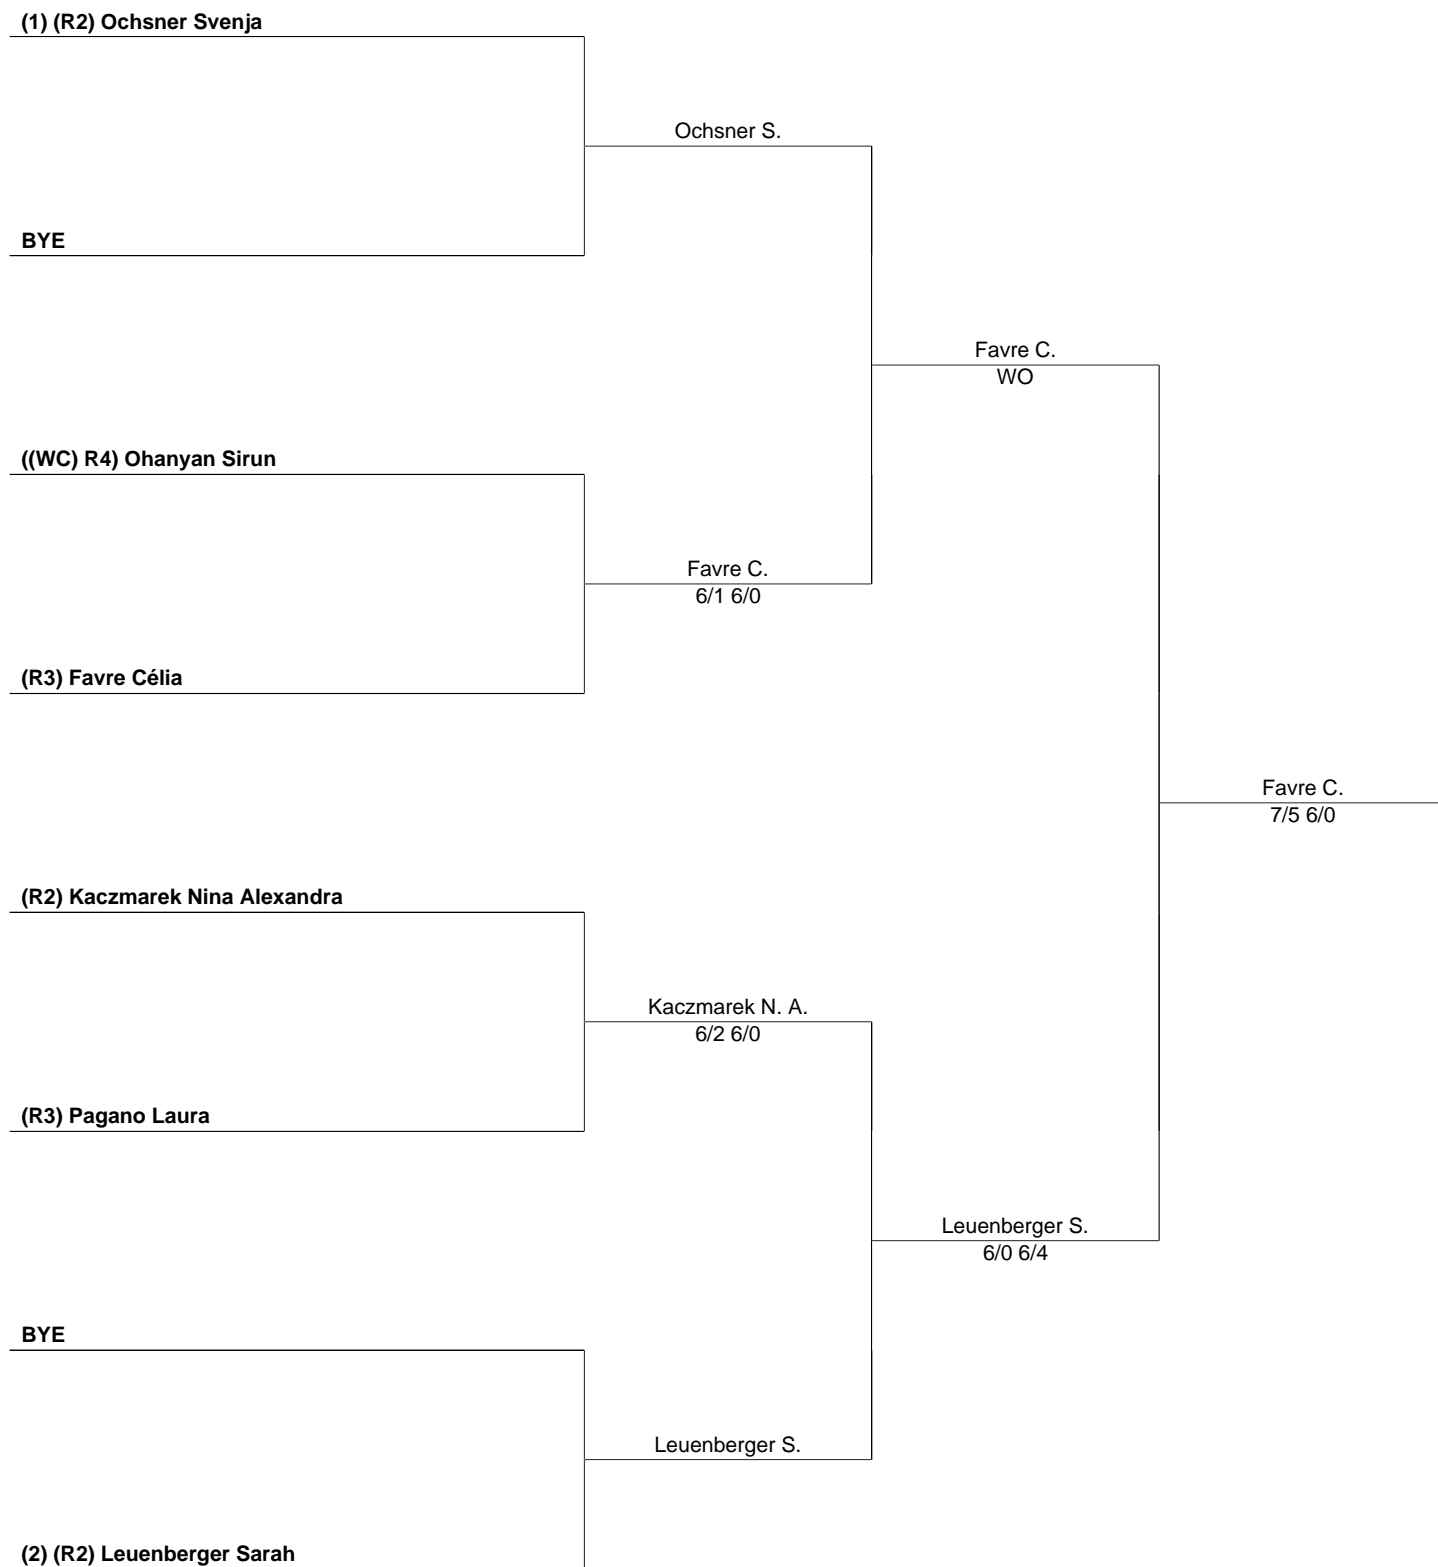 (1) (R2) Ochsner Svenja
Ochsner S.
BYE
Favre C.
WO
((WC) R4) Ohanyan Sirun
Favre C.
6/1 6/0
(R3) Favre Célia
Favre C.
7/5 6/0
(R2) Kaczmarek Nina Alexandra
Kaczmarek N. A.
6/2 6/0
(R3) Pagano Laura
Leuenberger S.
6/0 6/4
BYE
Leuenberger S.
(2) (R2) Leuenberger Sarah